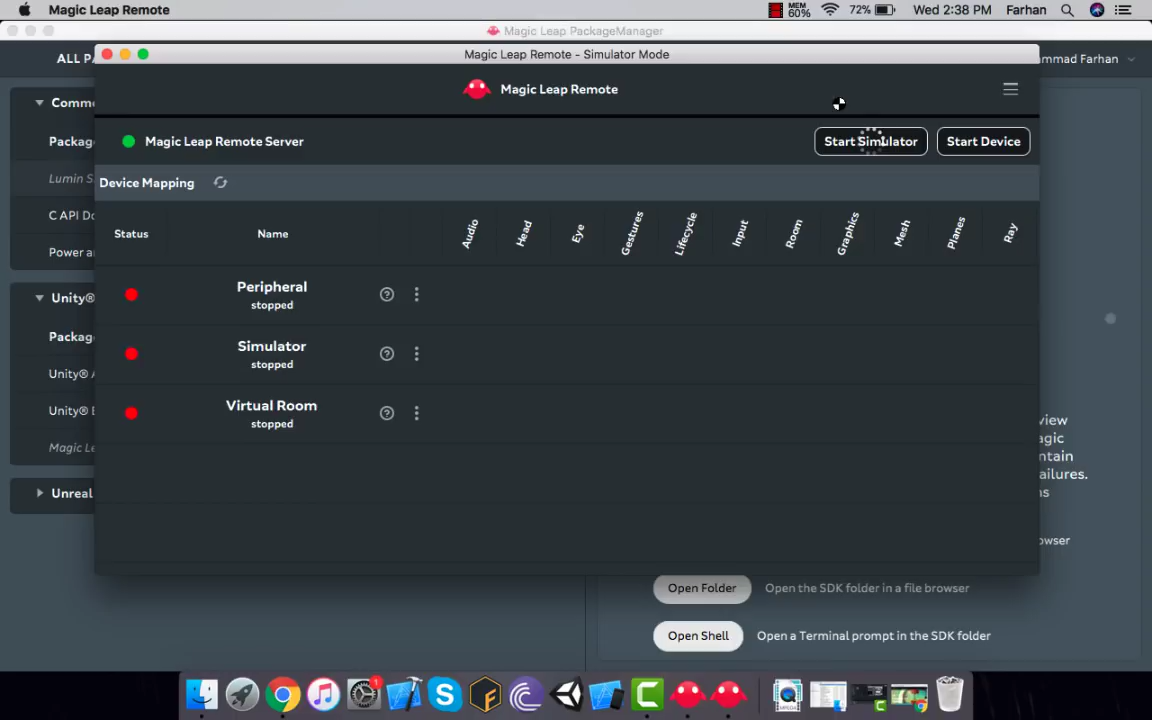 Magic Leap Remote
MEM
60%
72%
Wed 2:38 PM
Farhan
Magic Leap PackageManager
Magic Leap Remote - Simulator Mode
ALL PA
mmad Farhan
Magic Leap Remote
Comm
Magic Leap Remote Server
Start Simulator
Start Device
Packag
Lumin S
Device Mapping
C API Do
Status
Name
Audio
Head
Eye
Gestures
Lifecycle
Input
Room
Graphics
Mesh
Planes
Ray
Power a
Unity®
Peripheral
stopped
Packag
Simulator
stopped
Unity® A
Unity® E
Virtual Room
stopped
Magic Le
Unreal
view
agic
ntain
ailures.
ns
owser
Open Folder
Open the SDK folder in a file browser
Open Shell
Open a Terminal prompt in the SDK folder
1